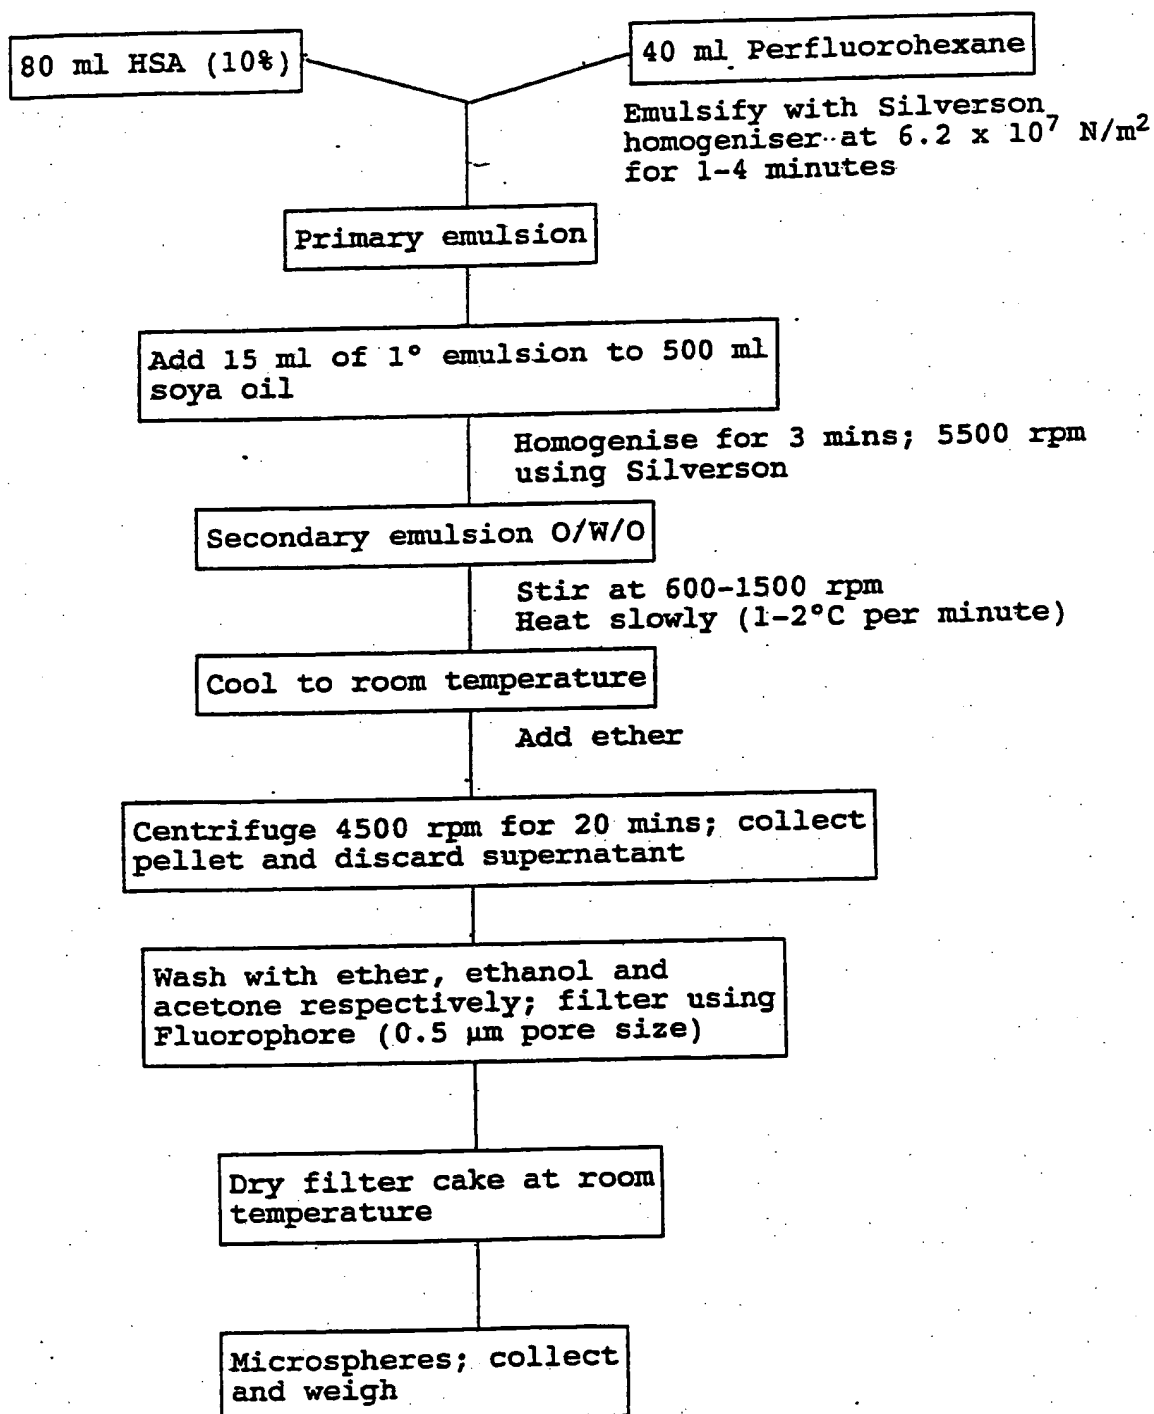 80 ml HSA (10%)
40 ml Perfluorohexane
Emulsify with Silverson
homogeniser at 6.2 x 10⁷ N/m²
for 1-4 minutes
Primary emulsion
Add 15 ml of 1° emulsion to 500 ml
soya oil
Homogenise for 3 mins; 5500 rpm
using Silverson
Secondary emulsion O/W/O
Stir at 600-1500 rpm
Heat slowly (1-2°C per minute)
Cool to room temperature
Add ether
Centrifuge 4500 rpm for 20 mins; collect
pellet and discard supernatant
Wash with ether, ethanol and
acetone respectively; filter using
Fluorophore (0.5 µm pore size)
Dry filter cake at room
temperature
Microspheres; collect
and weigh